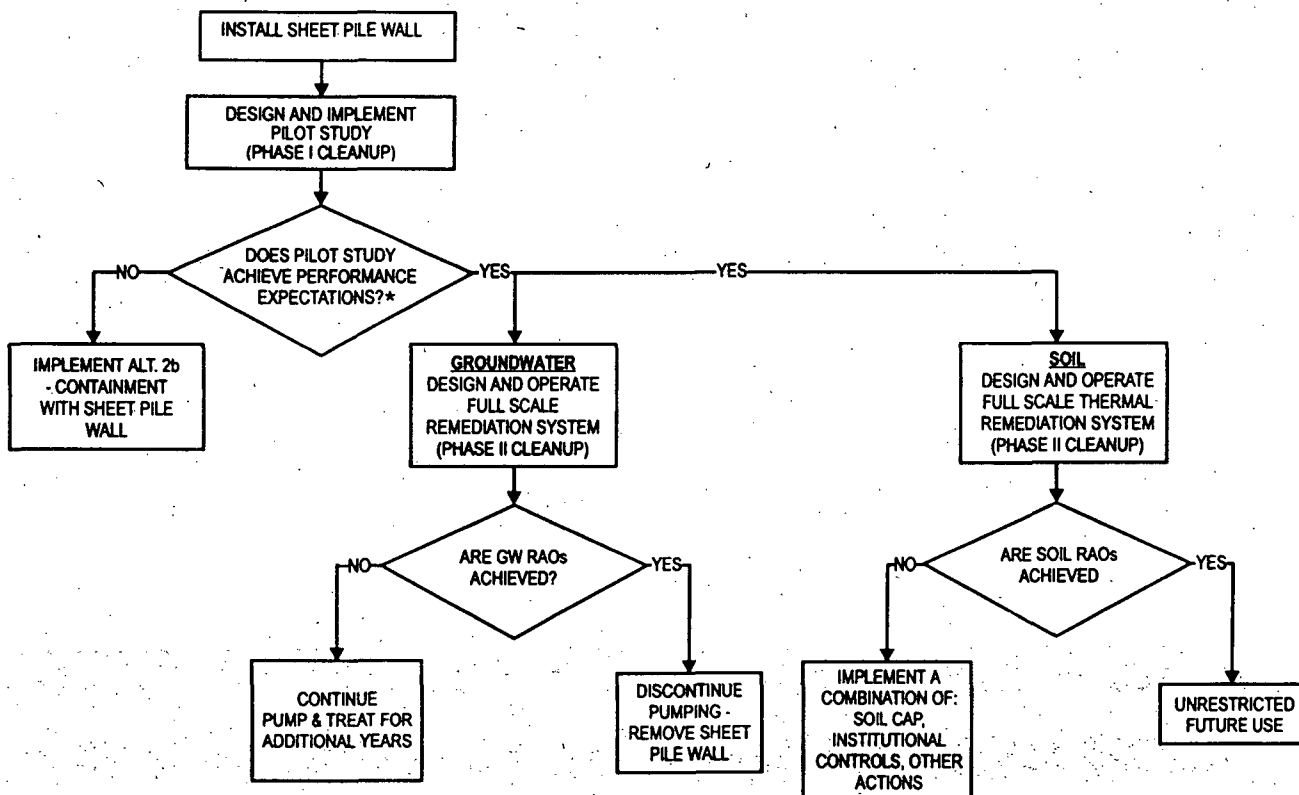 INSTALL SHEET PILE WALL
DESIGN AND IMPLEMENT
PILOT STUDY
(PHASE I CLEANUP)
DOES PILOT STUDY
ACHIEVE PERFORMANCE
EXPECTATIONS?*
NO
YES
YES
IMPLEMENT ALT. 2b
- CONTAINMENT
WITH SHEET PILE
WALL
GROUNDWATER
DESIGN AND OPERATE
FULL SCALE
REMEDIATION SYSTEM
(PHASE II CLEANUP)
SOIL
DESIGN AND OPERATE
FULL SCALE THERMAL
REMEDIATION SYSTEM
(PHASE II CLEANUP)
NO
ARE GW RAOs
ACHIEVED?
YES
NO
ARE SOIL RAOs
ACHIEVED
YES
CONTINUE
PUMP & TREAT FOR
ADDITIONAL YEARS
DISCONTINUE
PUMPING -
REMOVE SHEET
PILE WALL
IMPLEMENT A
COMBINATION OF:
SOIL CAP,
INSTITUTIONAL
CONTROLS, OTHER
ACTIONS
UNRESTRICTED
FUTURE USE